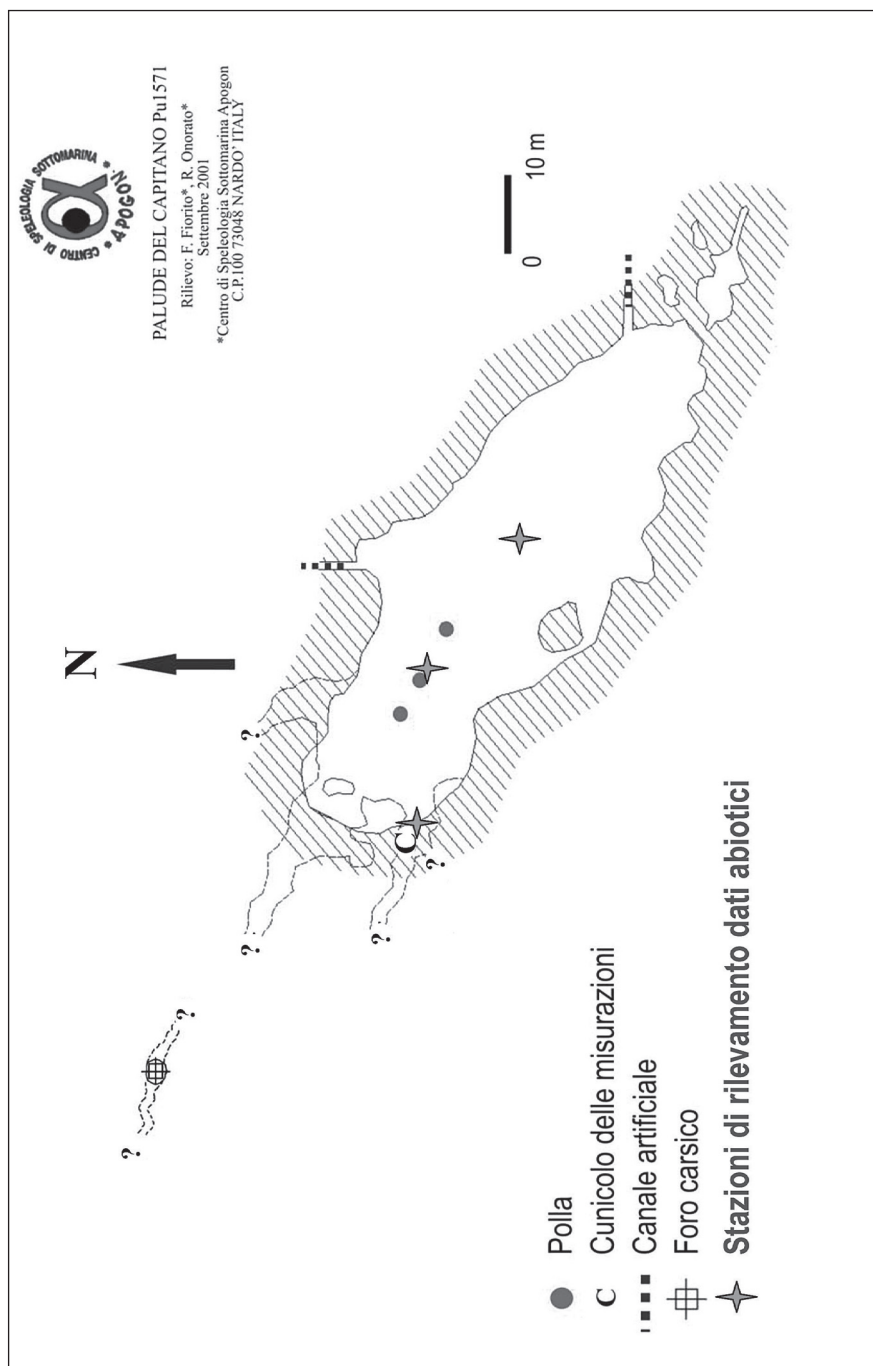 CENTRO DI SPELEOLOGIA SOTTOMARINA * APOGON *
PALUDE DEL CAPITANO Pu1571
Rilievo: F. Fiorito*, R. Onorato*
Settembre 2001
*Centro di Speleologia Sottomarina Apogon
C.P.100 73048 NARDO' ITALY
N
0 10 m
?
?
?
?
?
?
C
Polla
C Cunicolo delle misurazioni
Canale artificiale
Foro carsico
Stazioni di rilevamento dati abiotici